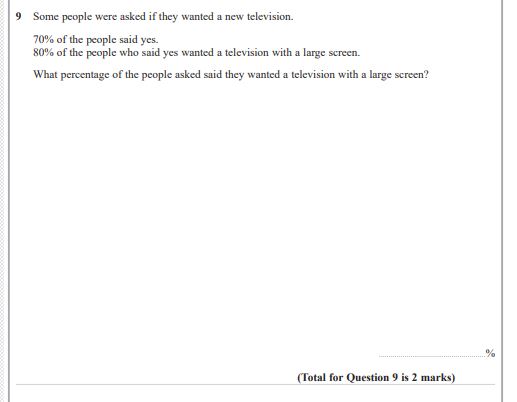 9 Some people were asked if they wanted a new television.
70% of the people said yes.
80% of the people who said yes wanted a television with a large screen.
What percentage of the people asked said they wanted a television with a large screen?
%
(Total for Question 9 is 2 marks)